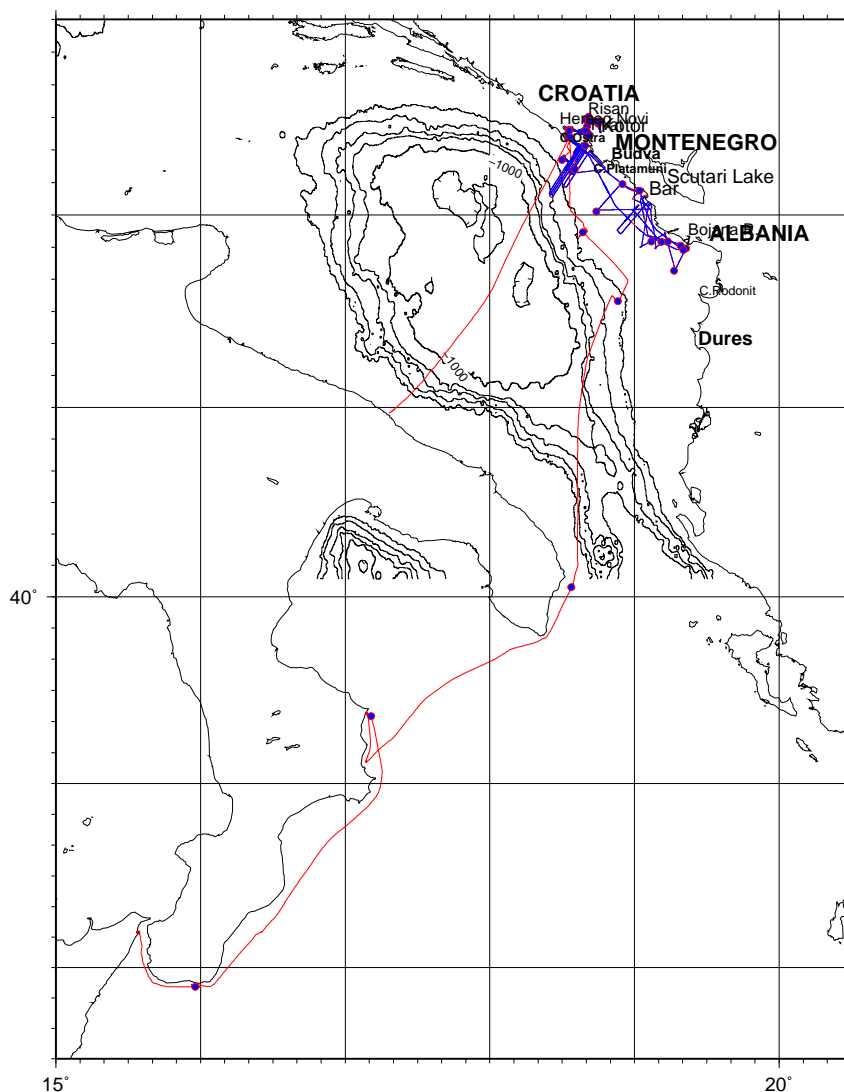 CROATIA
Risan
Herceg Novi
Kotor
C.Ostra
MONTENEGRO
Budva
-1000
C.Platamuni
Scutari Lake
Bar
Bojana R.
ALBANIA
C.Rodonit
Dures
-1000
40°
15°
20°